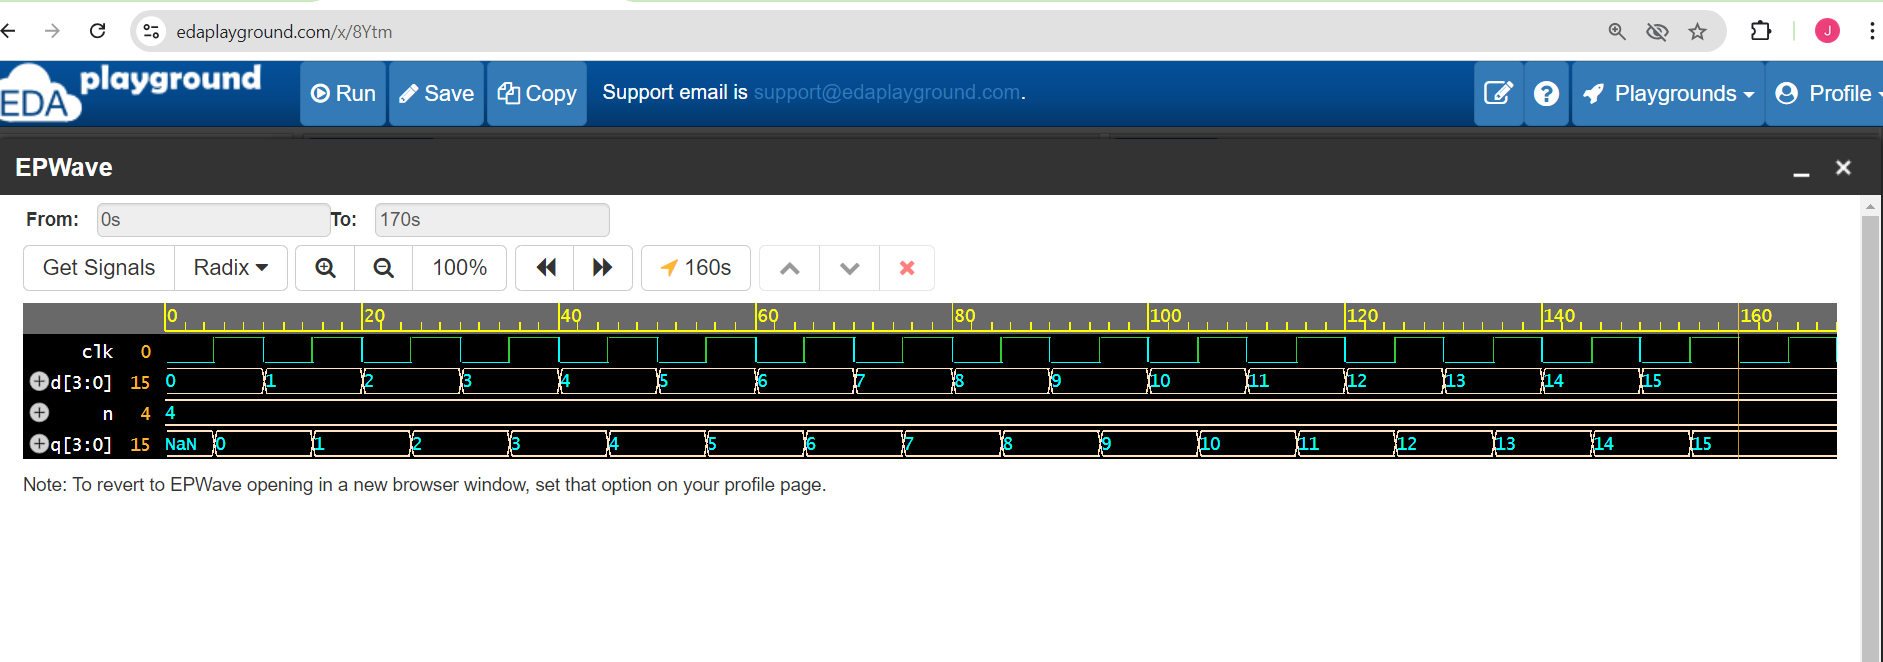 edaplayground.com/x/8Ytm
J
EDA playground
Run Save Copy Support email is support@edaplayground.com. Playgrounds Profile
EPWave
From: 0s To: 170s
Get Signals Radix 100% 160s
0 20 40 60 80 100 120 140 160
clk 0
d[3:0] 15 0 1 2 3 4 5 6 7 8 9 10 11 12 13 14 15
n 4 4
q[3:0] 15 NaN 0 1 2 3 4 5 6 7 8 9 10 11 12 13 14 15
Note: To revert to EPWave opening in a new browser window, set that option on your profile page.